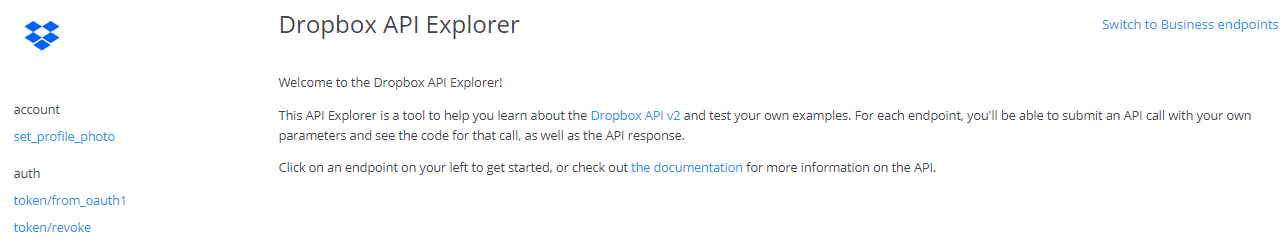 Dropbox API Explorer
Switch to Business endpoints
Welcome to the Dropbox API Explorer!
This API Explorer is a tool to help you learn about the Dropbox API v2 and test your own examples. For each endpoint, you'll be able to submit an API call with your own
parameters and see the code for that call, as well as the API response.
Click on an endpoint on your left to get started, or check out the documentation for more information on the API.
account
set_profile_photo
auth
token/from_oauth1
token/revoke